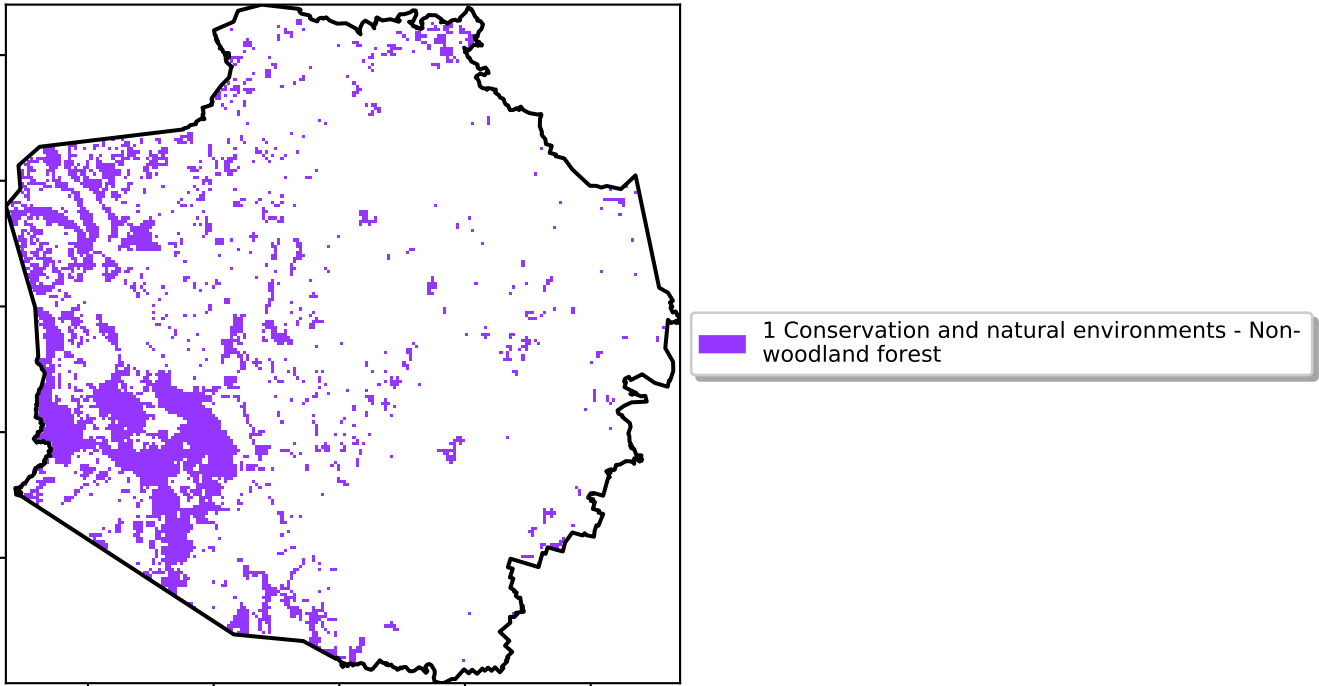 1 Conservation and natural environments - Non-
woodland forest